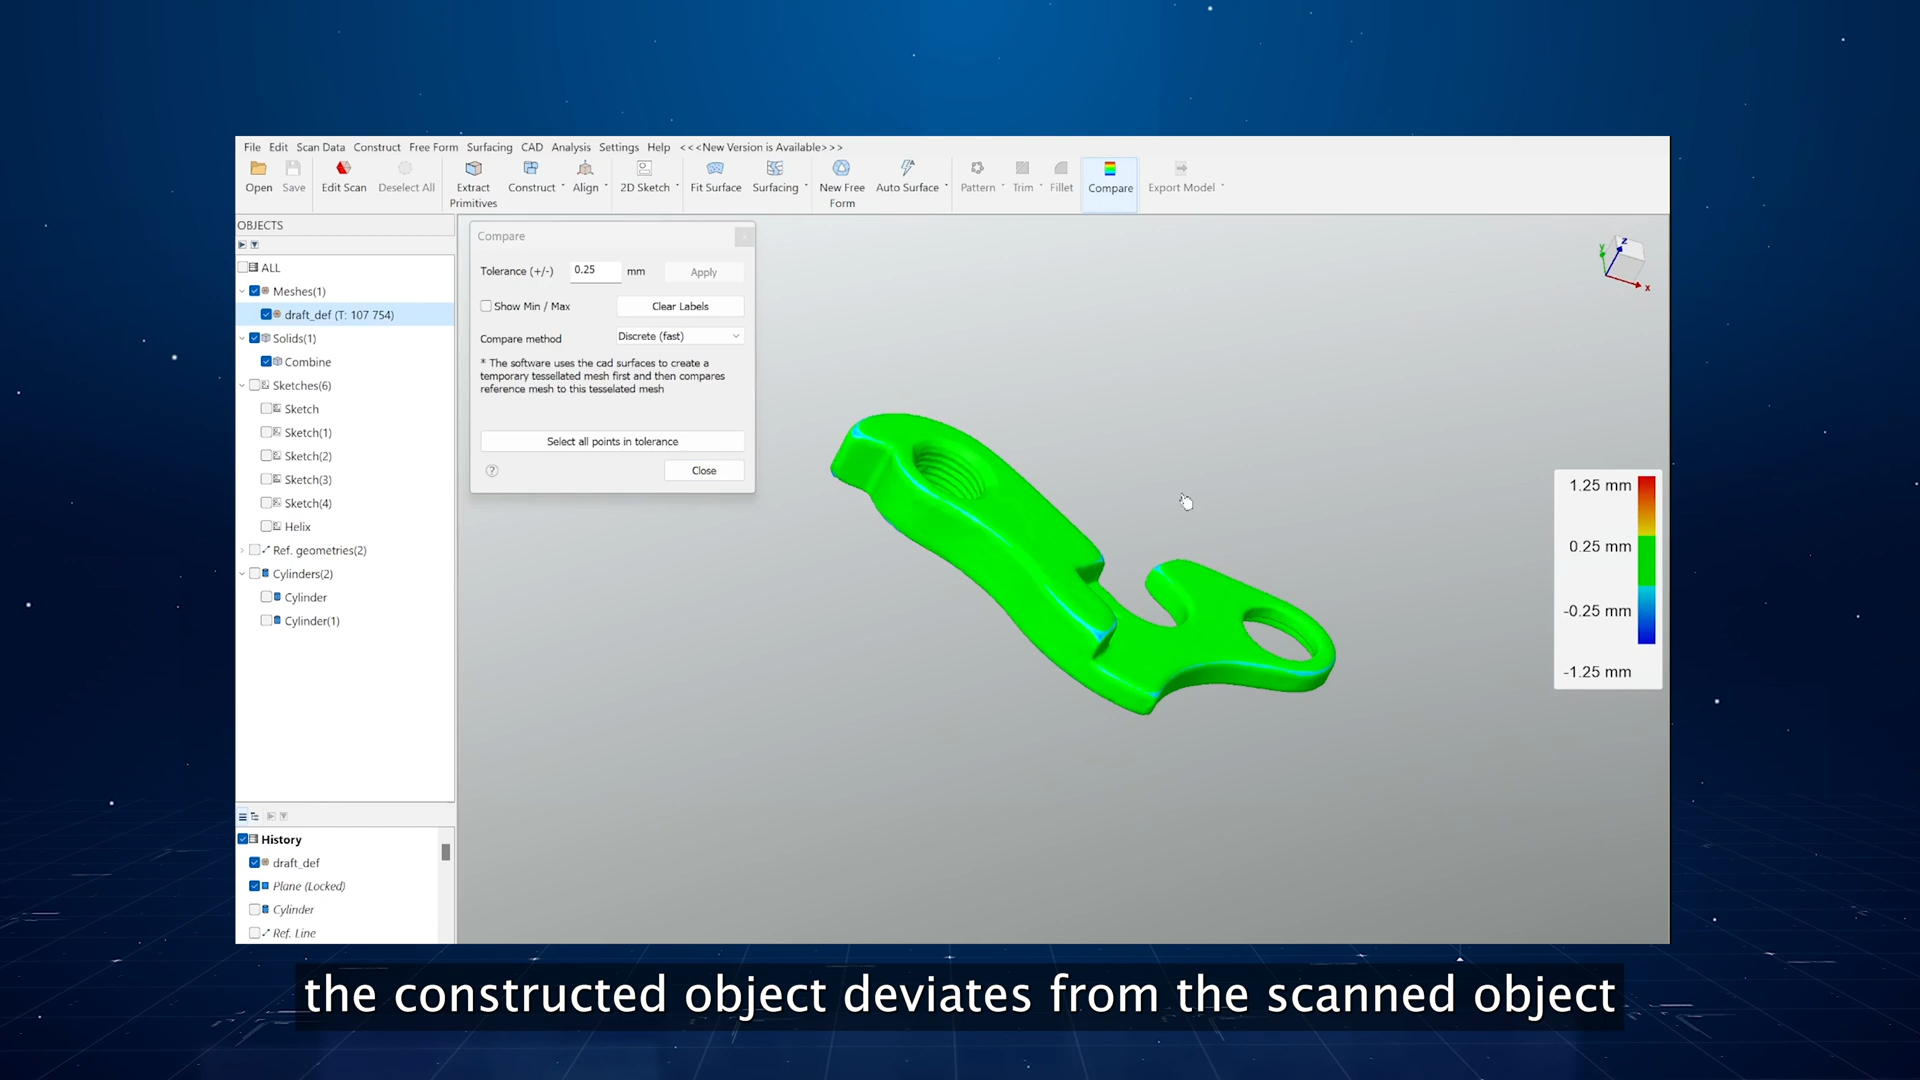 File Edit Scan Data Construct Free Form Surfacing CAD Analysis Settings Help <<<New Version is Available>>>
Open Save Edit Scan Deselect All Extract Primitives Construct Align 2D Sketch Fit Surface Surfacing New Free Form Auto Surface Pattern Trim Fillet Compare Export Model
OBJECTS
ALL
Meshes(1)
draft_def (T: 107 754)
Solids(1)
Combine
Sketches(6)
Sketch
Sketch(1)
Sketch(2)
Sketch(3)
Sketch(4)
Helix
Ref. geometries(2)
Cylinders(2)
Cylinder
Cylinder(1)
History
draft_def
Plane (Locked)
Cylinder
Ref. Line
Compare
Tolerance (+/-) 0.25 mm Apply
Show Min / Max Clear Labels
Compare method Discrete (fast)
* The software uses the cad surfaces to create a
temporary tessellated mesh first and then compares
reference mesh to this tesselated mesh
Select all points in tolerance
? Close
Z
Y
X
1.25 mm
0.25 mm
-0.25 mm
-1.25 mm
the constructed object deviates from the scanned object